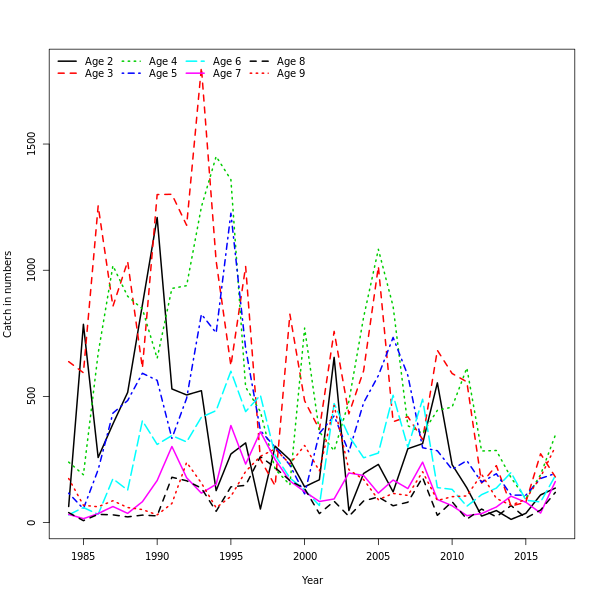 Age 2 Age 4 Age 6 Age 8
Age 3 Age 5 Age 7 Age 9
1500
1000
500
0
Catch in numbers
1985 1990 1995 2000 2005 2010 2015
Year